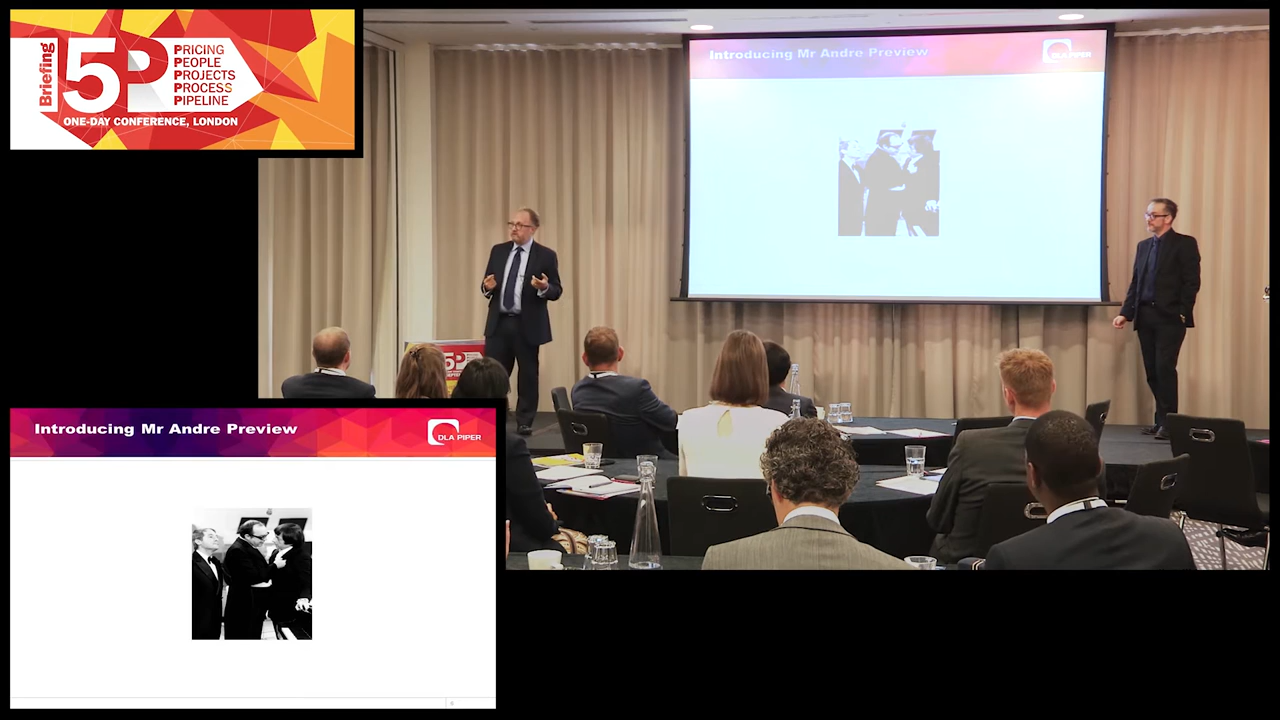 Briefing
5P
PRICING
PEOPLE
PROJECTS
PROCESS
PIPELINE
ONE-DAY CONFERENCE, LONDON
Introducing Mr Andre Preview
DLA PIPER
5P
Introducing Mr Andre Preview
DLA PIPER